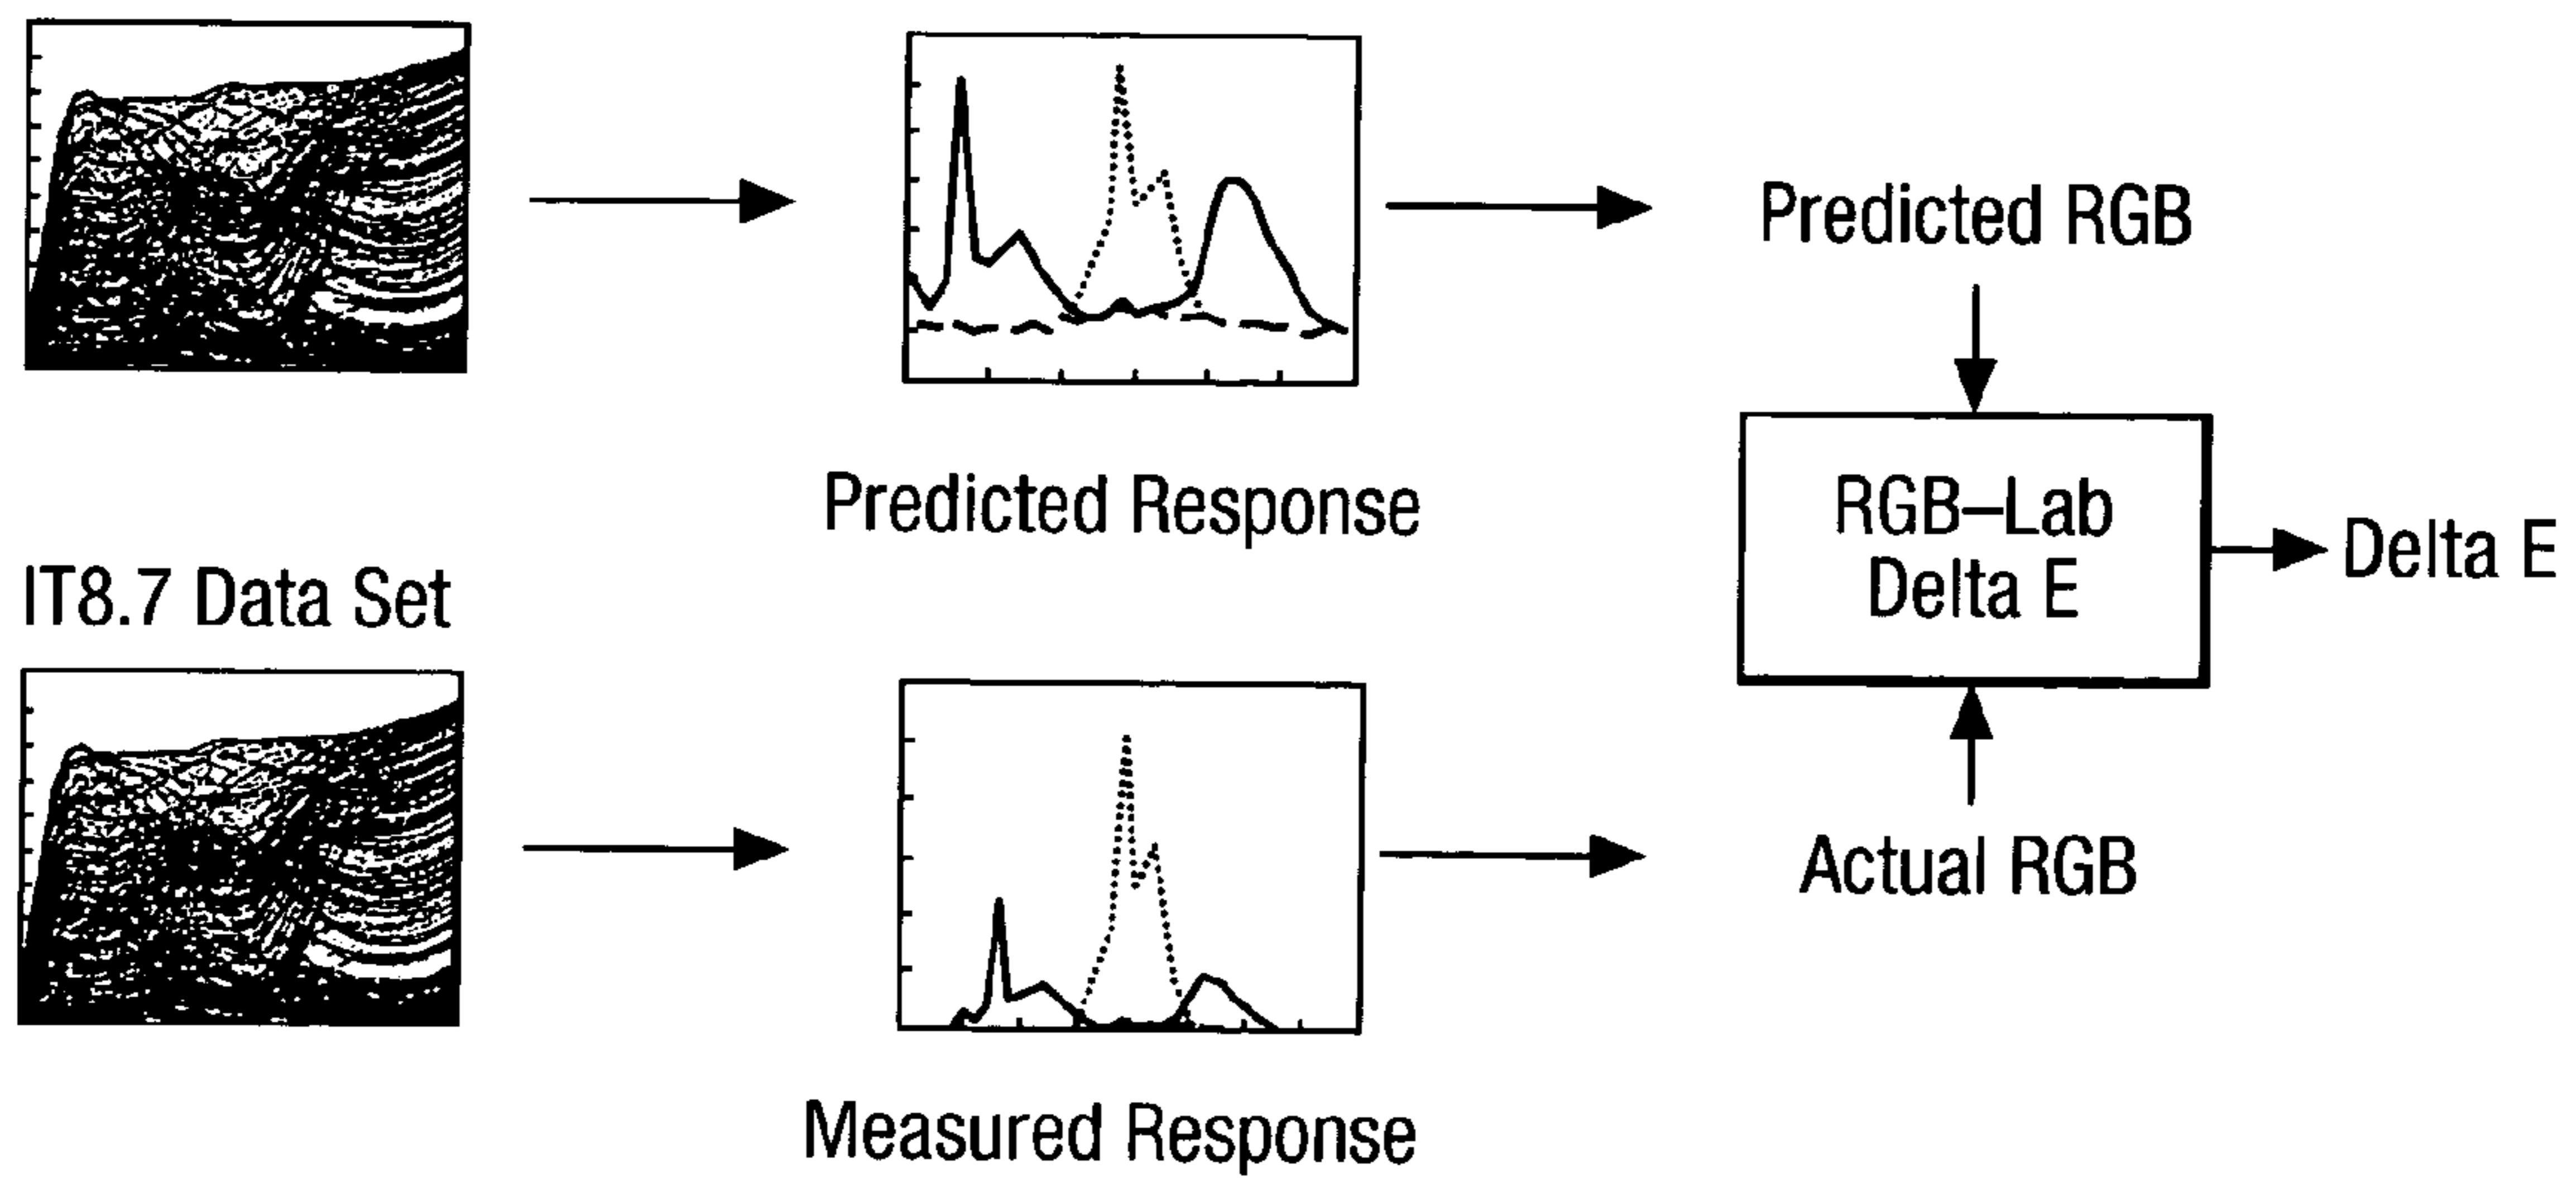 Predicted RGB
Predicted Response
RGB–Lab
Delta E
Delta E
IT8.7 Data Set
Actual RGB
Measured Response